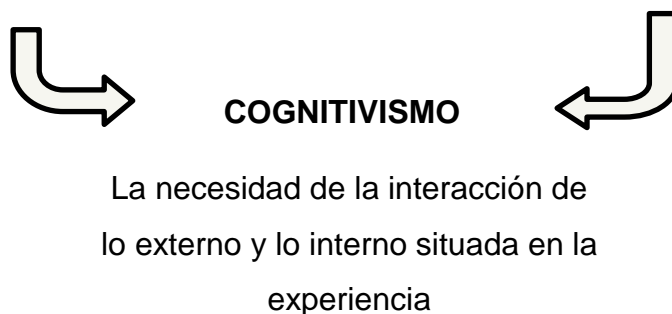 COGNITIVISMO
La necesidad de la interacción de
lo externo y lo interno situada en la
experiencia